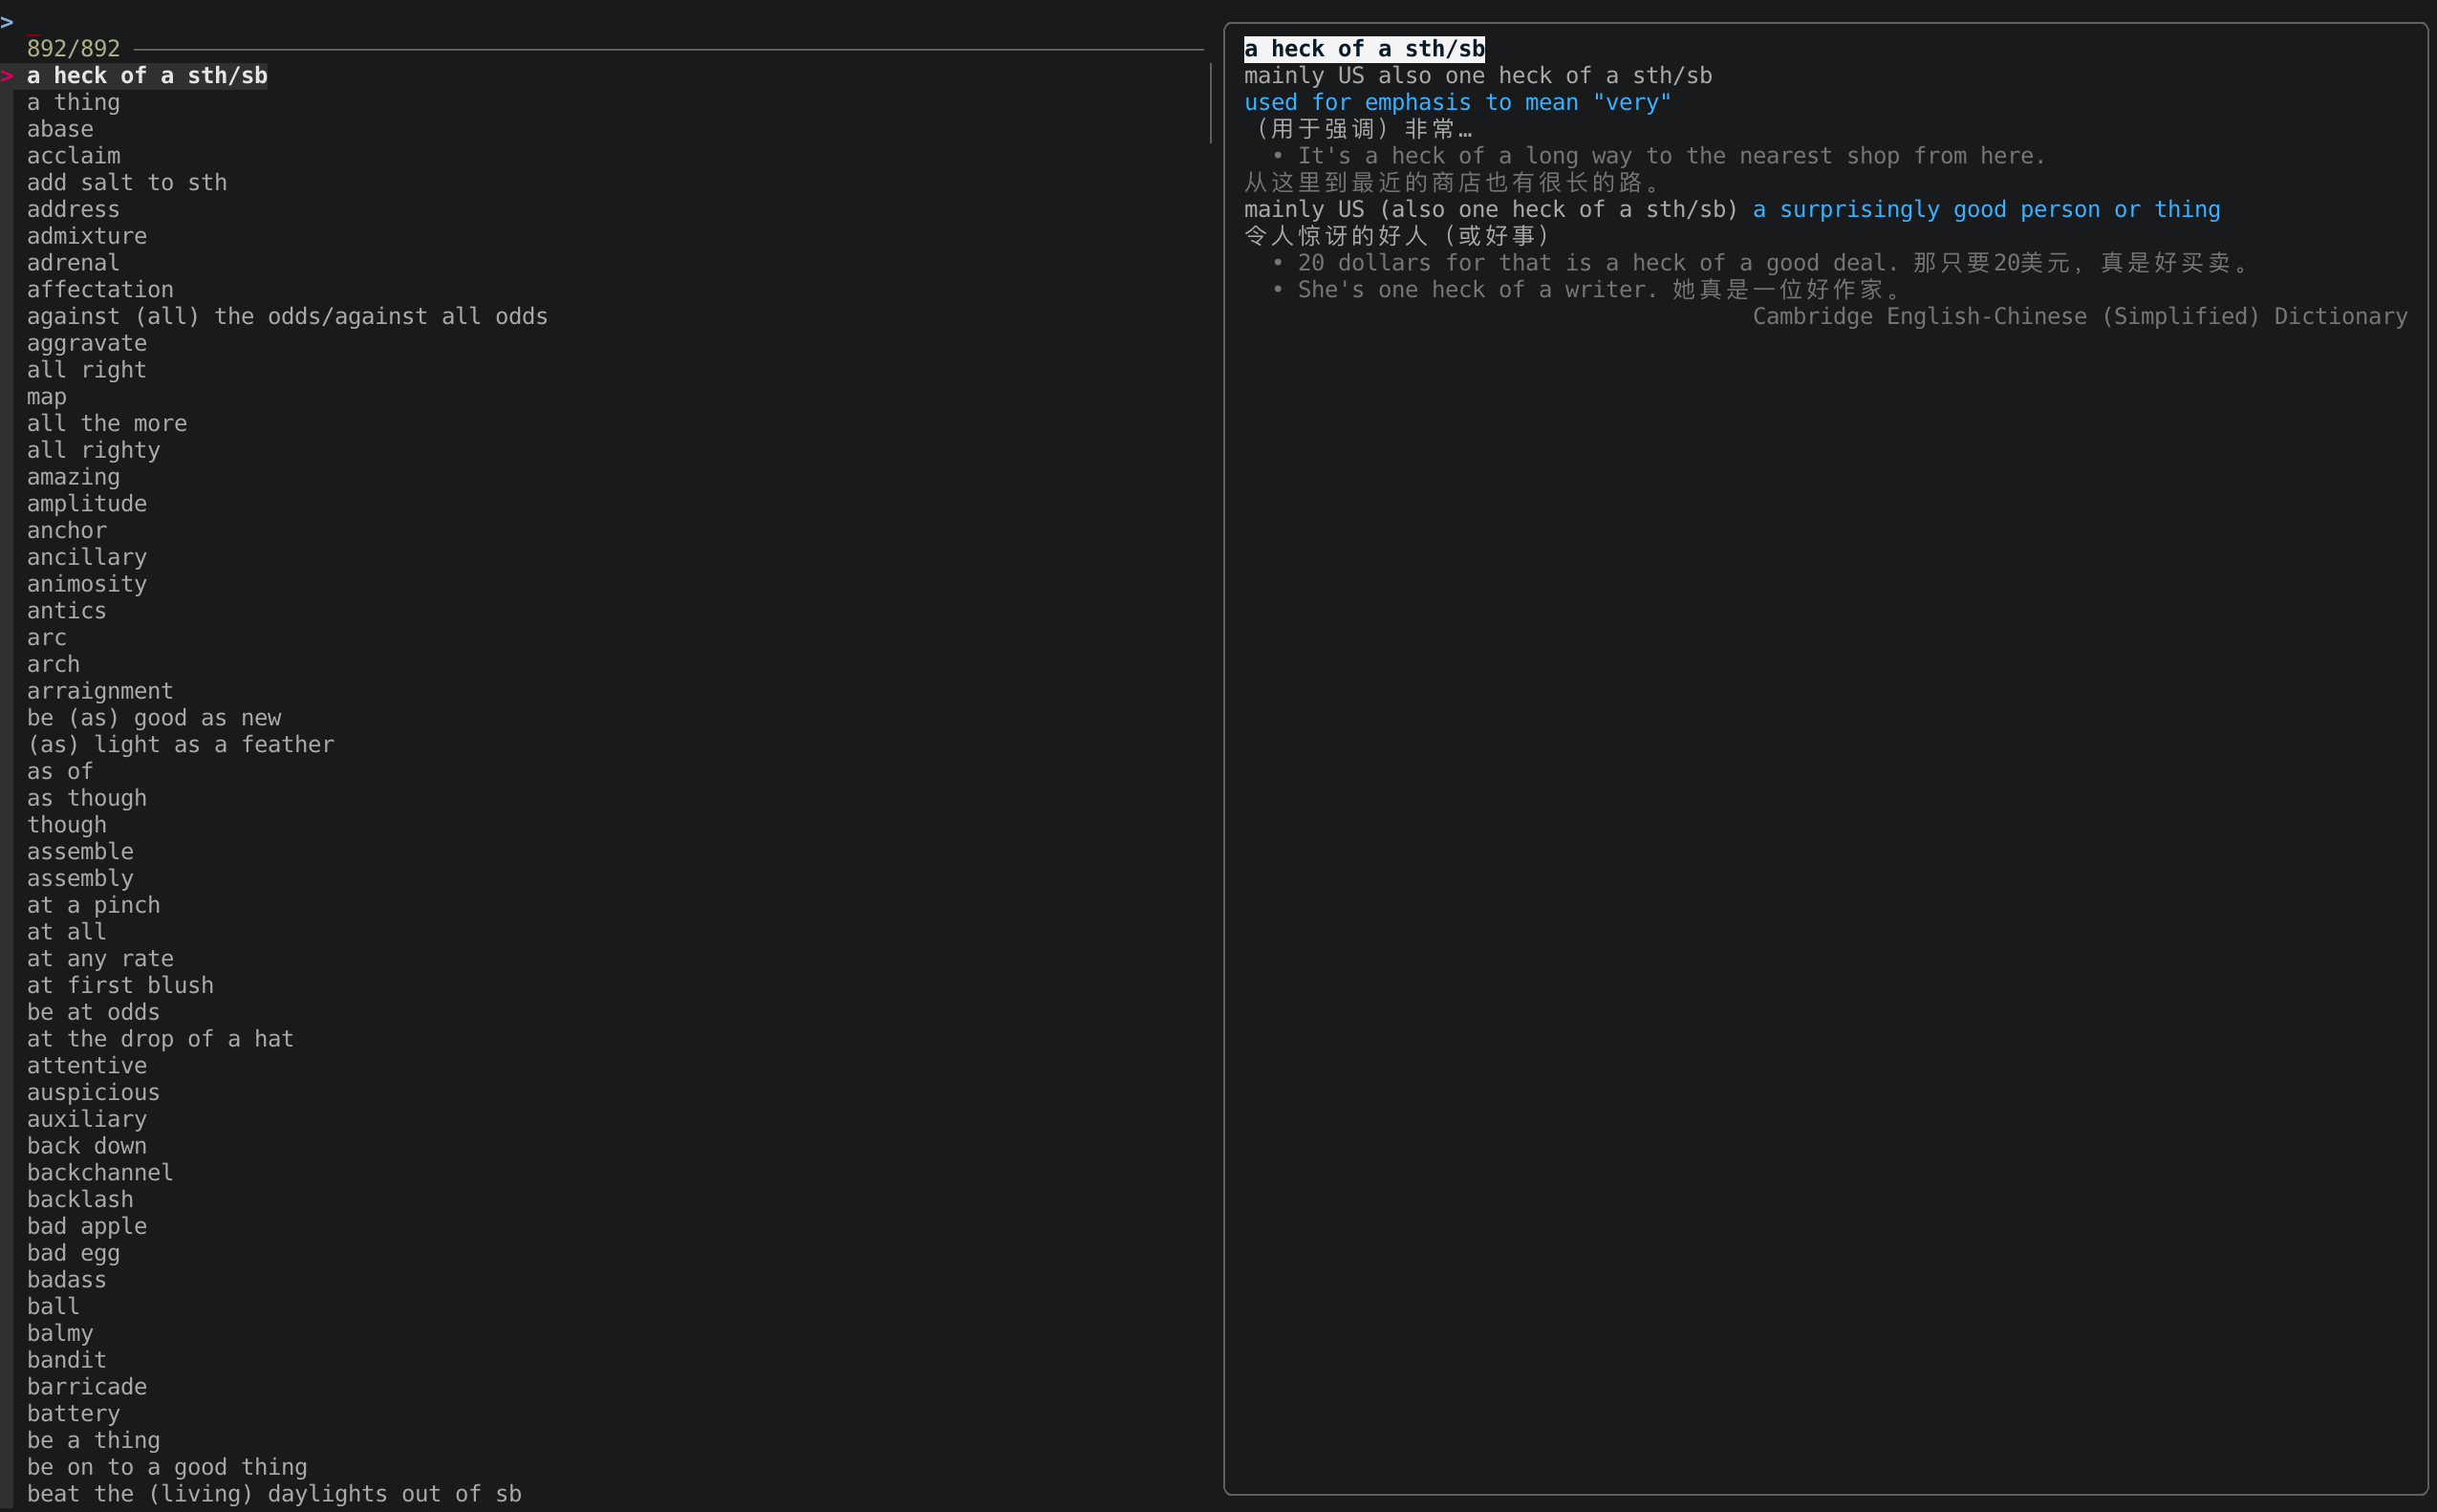 >
892/892
> a heck of a sth/sb
a thing
abase
acclaim
add salt to sth
address
admixture
adrenal
affectation
against (all) the odds/against all odds
aggravate
all right
map
all the more
all righty
amazing
amplitude
anchor
ancillary
animosity
antics
arc
arch
arraignment
be (as) good as new
(as) light as a feather
as of
as though
though
assemble
assembly
at a pinch
at all
at any rate
at first blush
be at odds
at the drop of a hat
attentive
auspicious
auxiliary
back down
backchannel
backlash
bad apple
bad egg
badass
ball
balmy
bandit
barricade
battery
be a thing
be on to a good thing
beat the (living) daylights out of sb
a heck of a sth/sb
mainly US also one heck of a sth/sb
used for emphasis to mean "very"
（用于强调）非常…
• It's a heck of a long way to the nearest shop from here.
从这里到最近的商店也有很长的路。
mainly US (also one heck of a sth/sb) a surprisingly good person or thing
令人惊讶的好人（或好事）
• 20 dollars for that is a heck of a good deal. 那只要20美元，真是好买卖。
• She's one heck of a writer. 她真是一位好作家。
Cambridge English-Chinese (Simplified) Dictionary